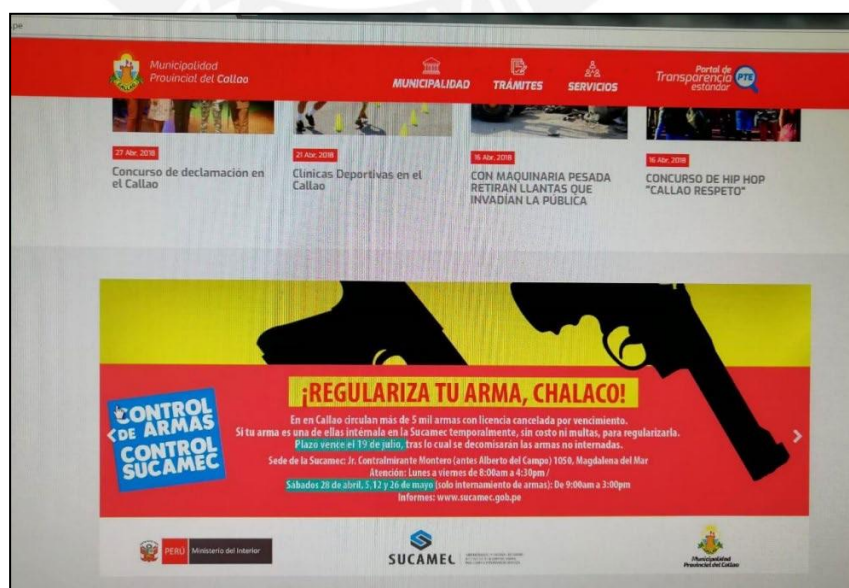 pe
Municipalidad
Provincial del Callao
CALLAO
MUNICIPALIDAD
TRÁMITES
SERVICIOS
Portal de
Transparencia
estándar
PTE
27 Abr, 2018
Concurso de declamación en
el Callao
21 Abr, 2018
Clínicas Deportivas en el
Callao
16 Abr, 2018
CON MAQUINARIA PESADA
RETIRAN LLANTAS QUE
INVADÍAN LA PÚBLICA
16 Abr, 2018
CONCURSO DE HIP HOP
"CALLAO RESPETO"
CONTROL
DE ARMAS
CONTROL
SUCAMEC
¡REGULARIZA TU ARMA, CHALACO!
En en Callao circulan más de 5 mil armas con licencia cancelada por vencimiento.
Si tu arma es una de ellas intérnala en la Sucamec temporalmente, sin costo ni multas, para regularizarla.
Plazo vence el 19 de julio, tras lo cual se decomisarán las armas no internadas.
Sede de la Sucamec: Jr. Contralmirante Montero (antes Alberto del Campo) 1050, Magdalena del Mar
Atención: Lunes a viernes de 8:00am a 4:30pm /
Sábados 28 de abril, 5,12 y 26 de mayo (solo internamiento de armas): De 9:00am a 3:00pm
Informes: www.sucamec.gob.pe
PERÚ
Ministerio del Interior
SUCAMEC
Municipalidad
Provincial del Callao